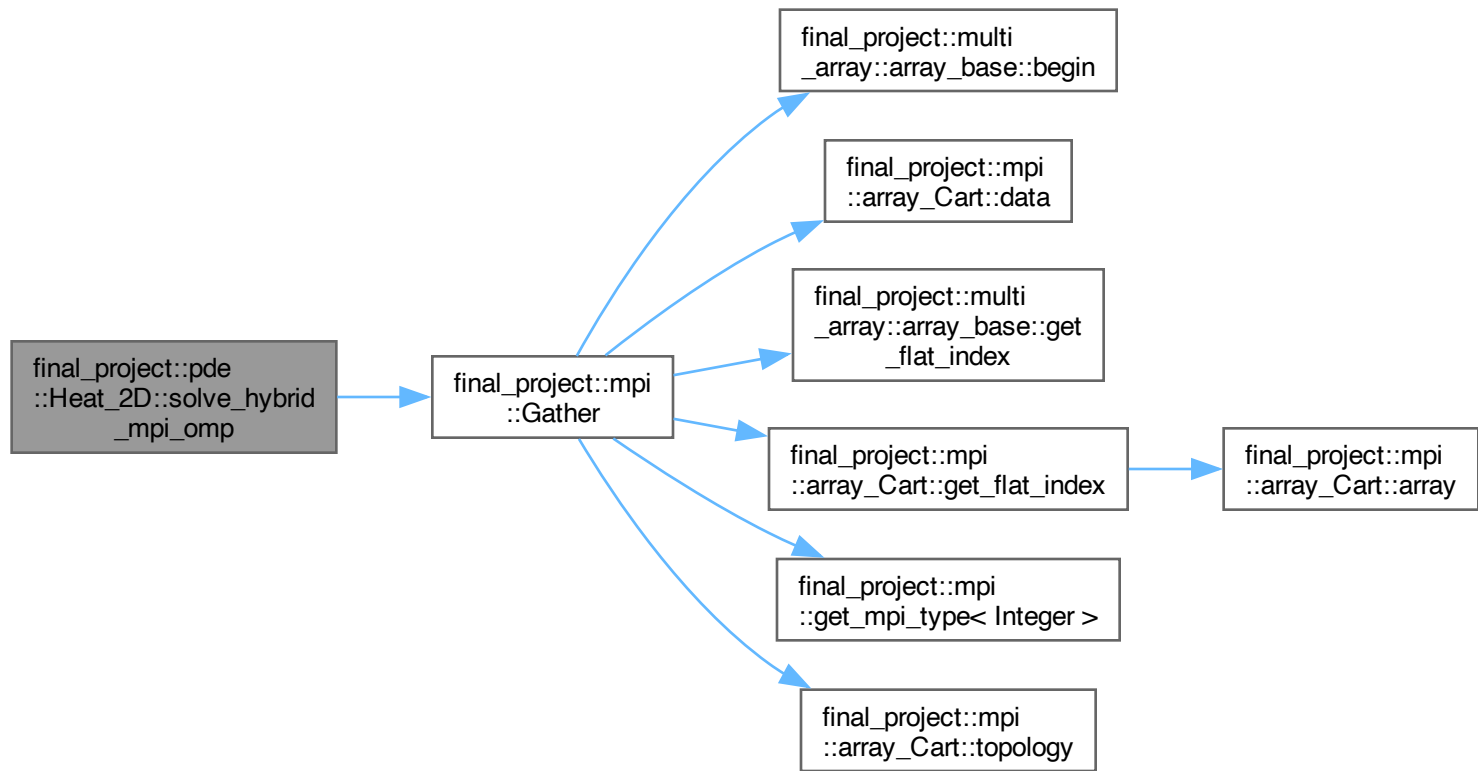 final_project::multi
_array::array_base::begin
final_project::mpi
::array_Cart::data
final_project::multi
_array::array_base::get
_flat_index
final_project::pde
::Heat_2D::solve_hybrid
_mpi_omp
final_project::mpi
::Gather
final_project::mpi
::array_Cart::get_flat_index
final_project::mpi
::array_Cart::array
final_project::mpi
::get_mpi_type< Integer >
final_project::mpi
::array_Cart::topology